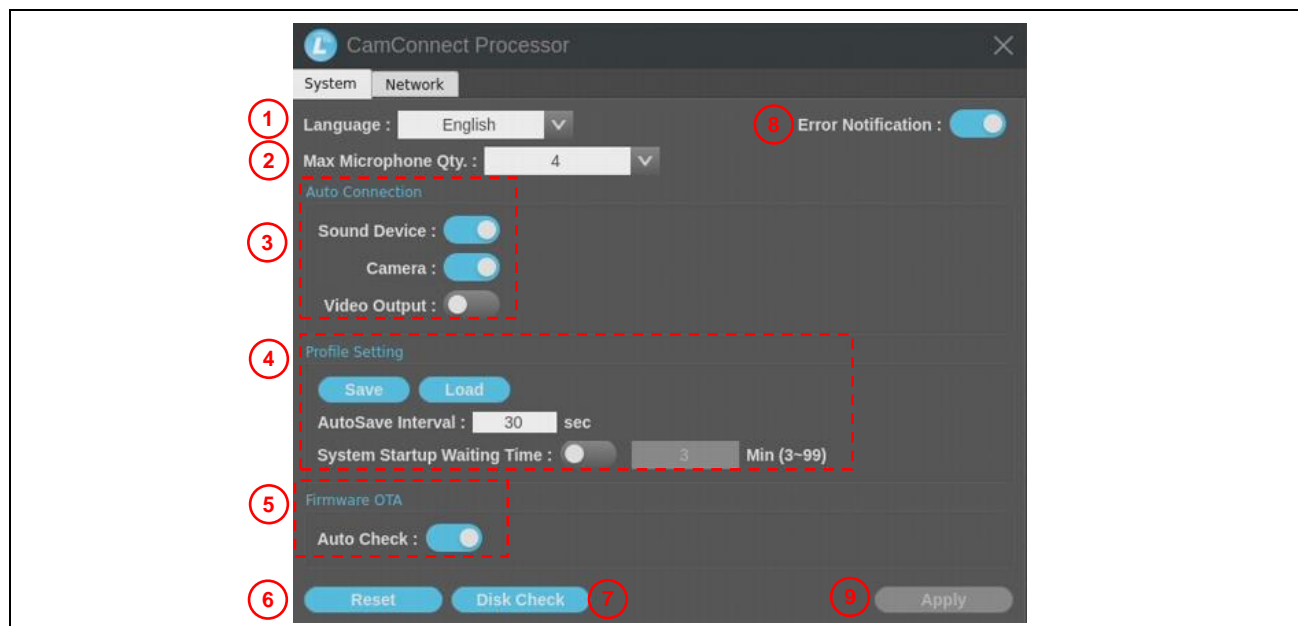 L CamConnect Processor
System Network
1 Language : English 8 Error Notification :
2 Max Microphone Qty. : 4
Auto Connection
3 Sound Device :
Camera :
Video Output :
4 Profile Setting
Save Load
AutoSave Interval : 30 sec
System Startup Waiting Time : 3 Min (3~99)
5 Firmware OTA
Auto Check :
6 Reset Disk Check 7 9 Apply